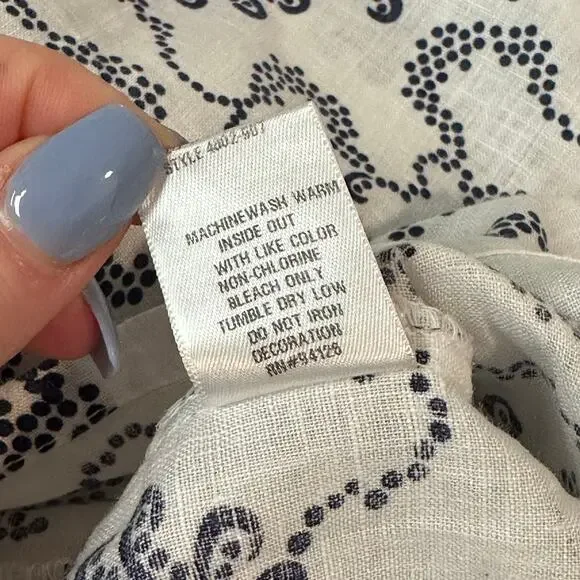 STYLE 4302-907
MACHINEWASH WARM
INSIDE OUT
WITH LIKE COLOR
NON-CHLORINE
BLEACH ONLY
TUMBLE DRY LOW
DO NOT IRON
DECORATION
RN#94126